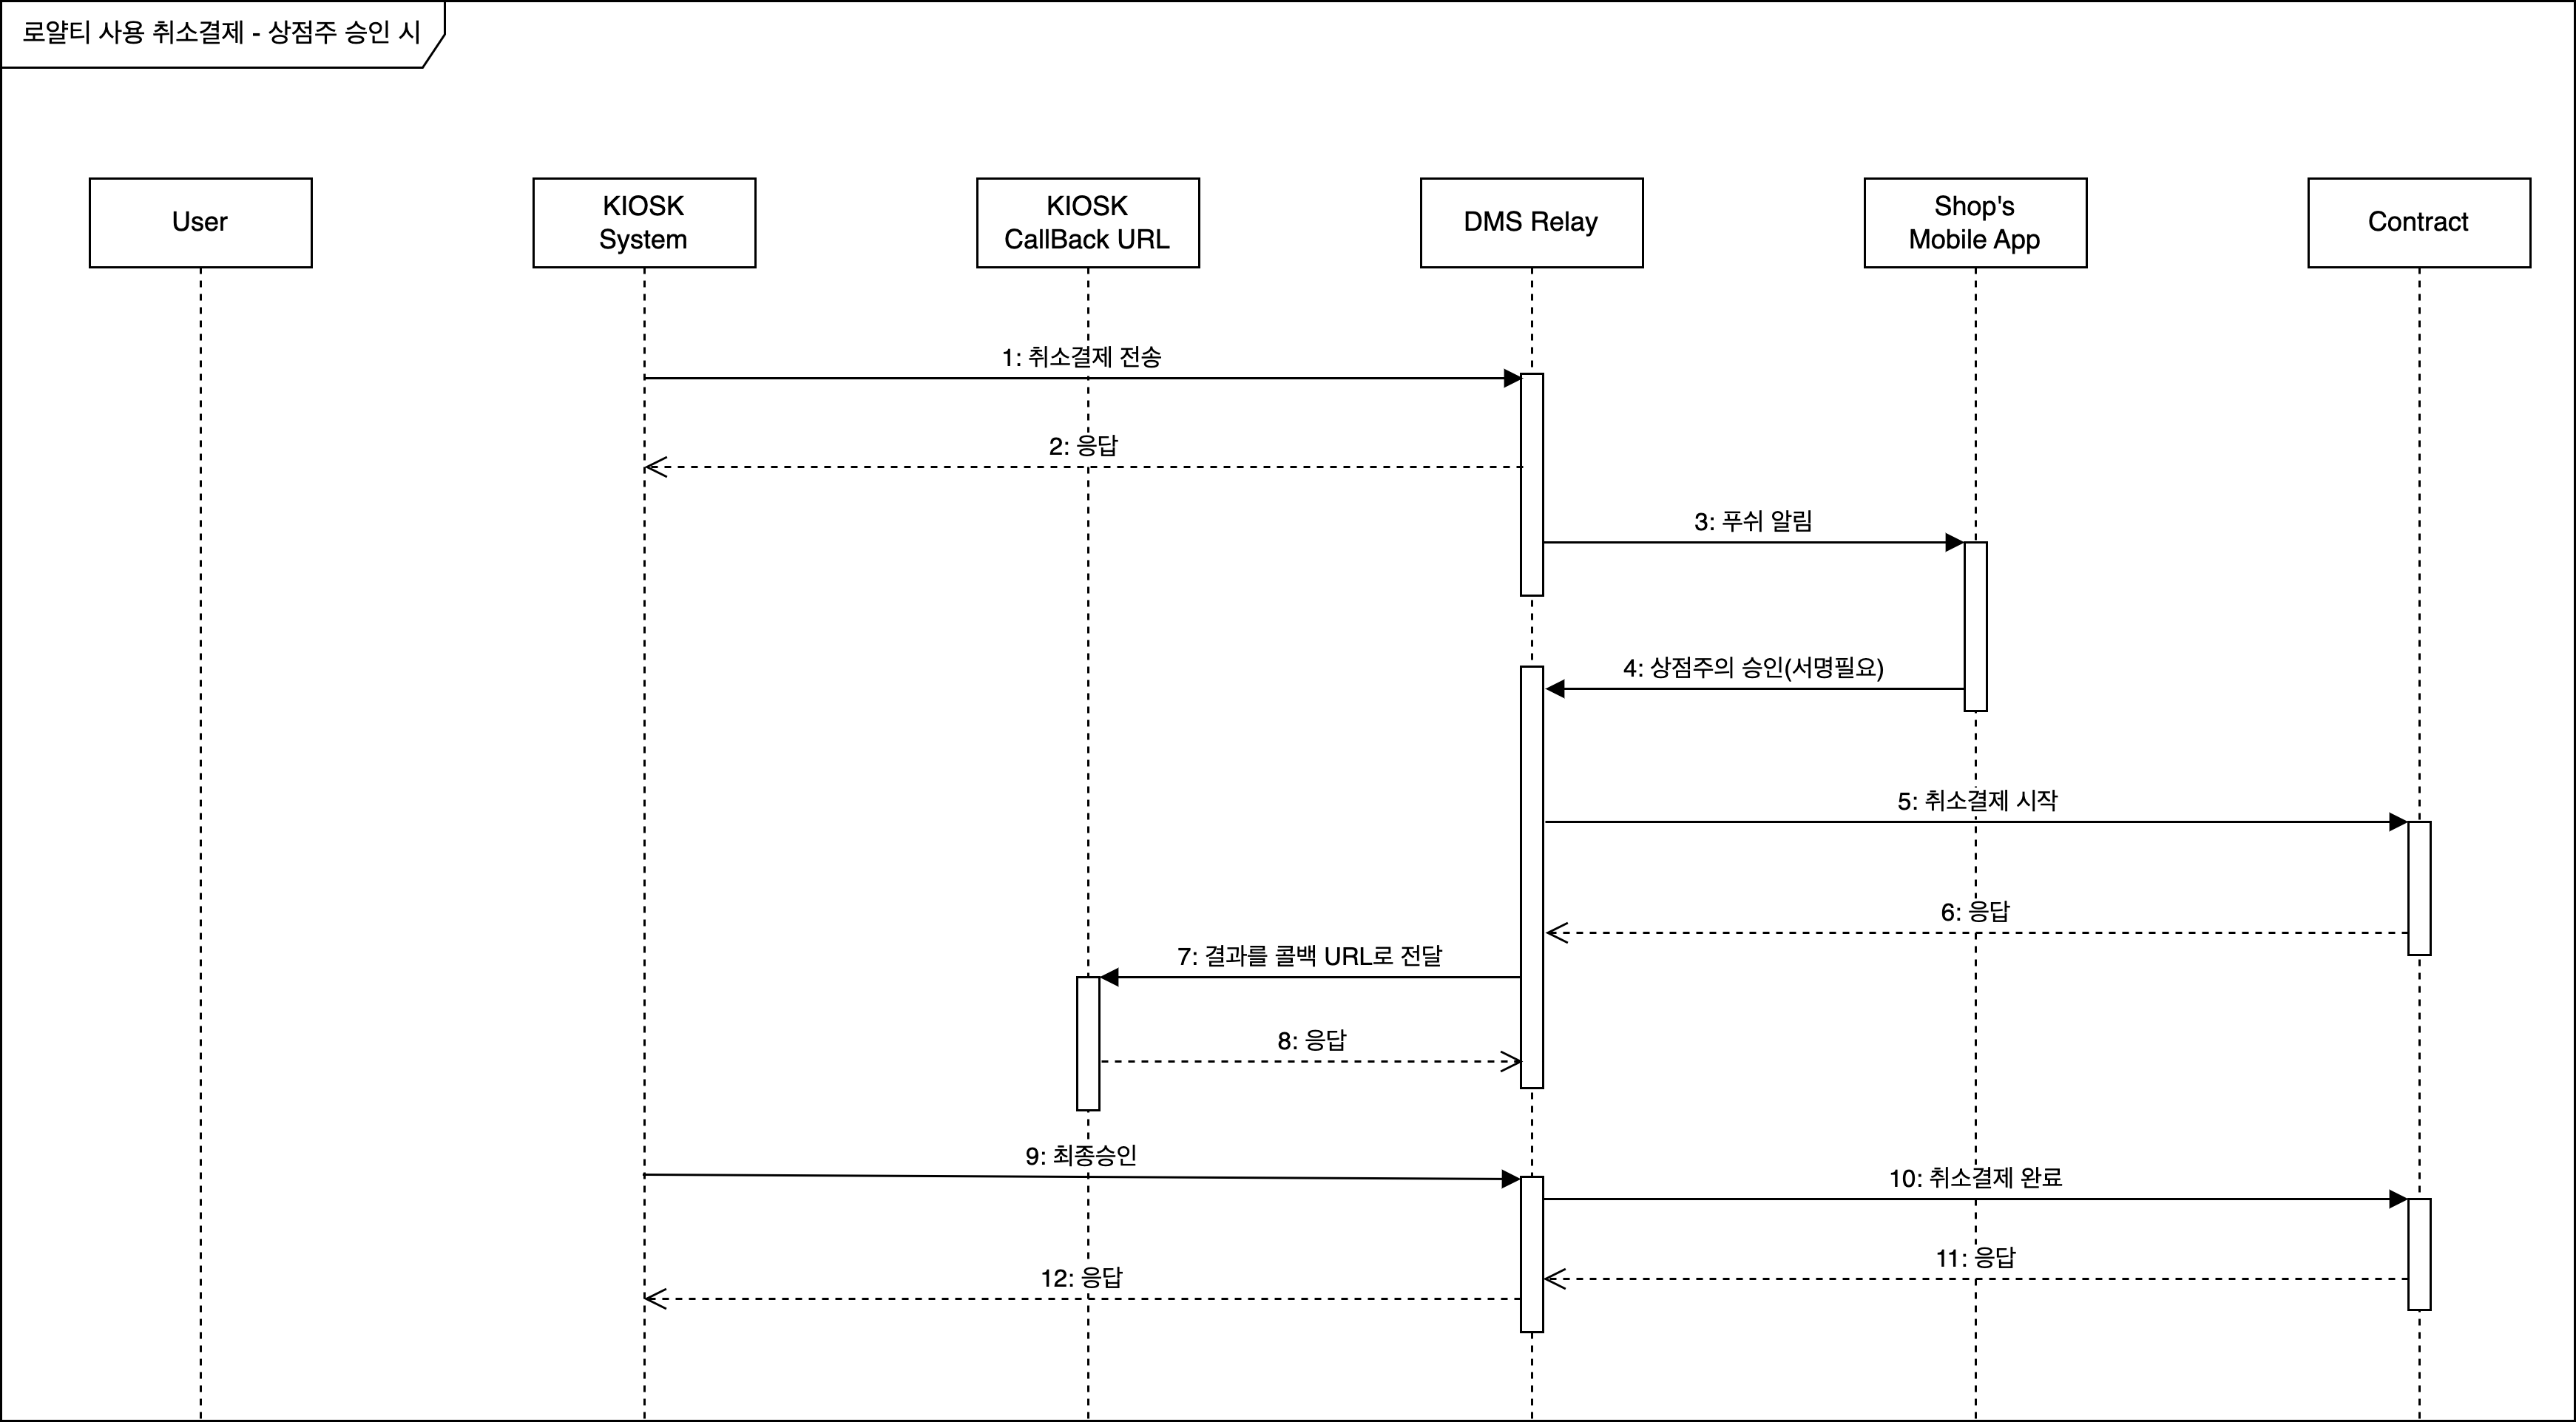 로얄티 사용 취소결제 - 상점주 승인 시
User
KIOSK
System
KIOSK
CallBack URL
DMS Relay
Shop's
Mobile App
Contract
1: 취소결제 전송
2: 응답
3: 푸쉬 알림
4: 상점주의 승인(서명필요)
5: 취소결제 시작
6: 응답
7: 결과를 콜백 URL로 전달
8: 응답
9: 최종승인
10: 취소결제 완료
11: 응답
12: 응답